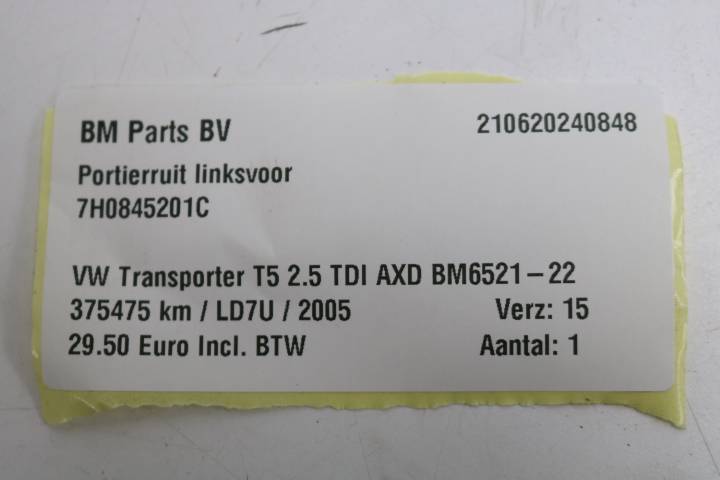 BM Parts BV 210620240848
Portierruit linksvoor
7H0845201C
VW Transporter T5 2.5 TDI AXD BM6521-22
375475 km / LD7U / 2005 Verz: 15
29.50 Euro Incl. BTW Aantal: 1